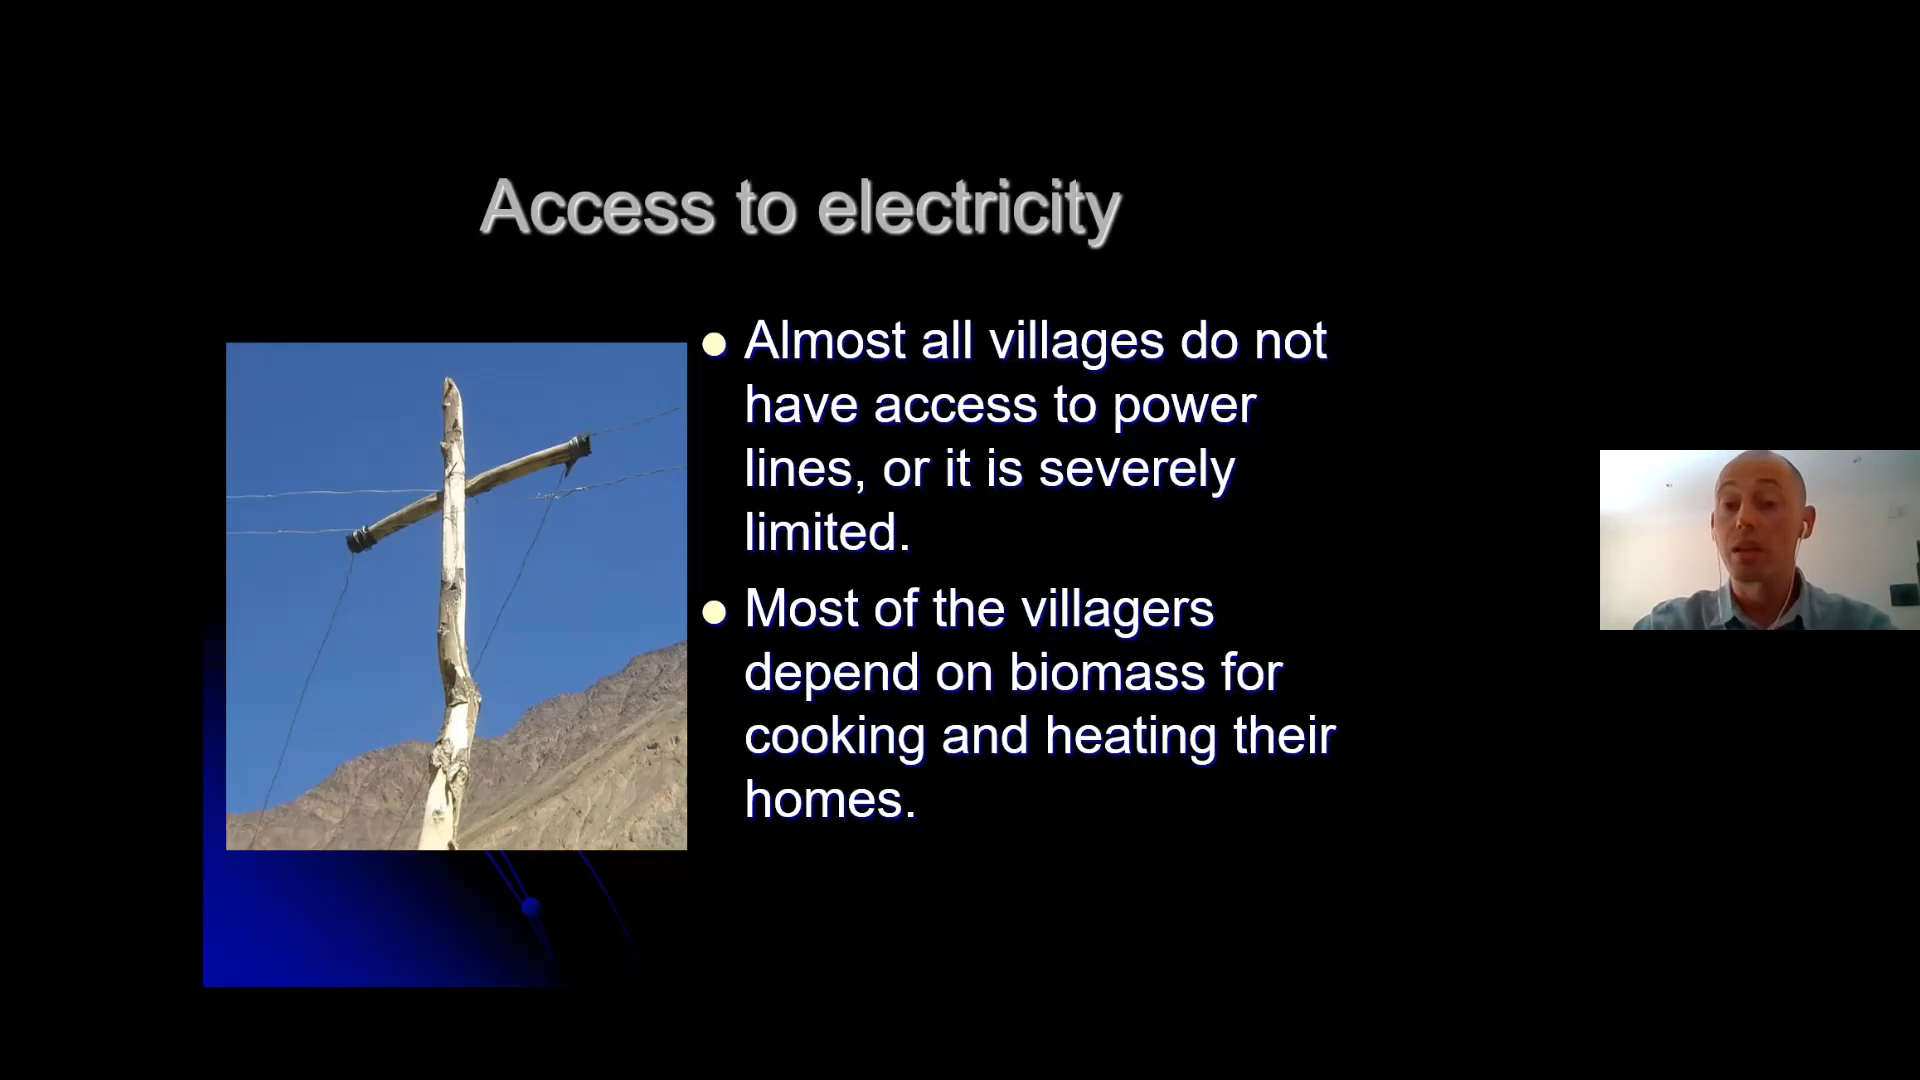 Access to electricity
Almost all villages do not
have access to power
lines, or it is severely
limited.
Most of the villagers
depend on biomass for
cooking and heating their
homes.